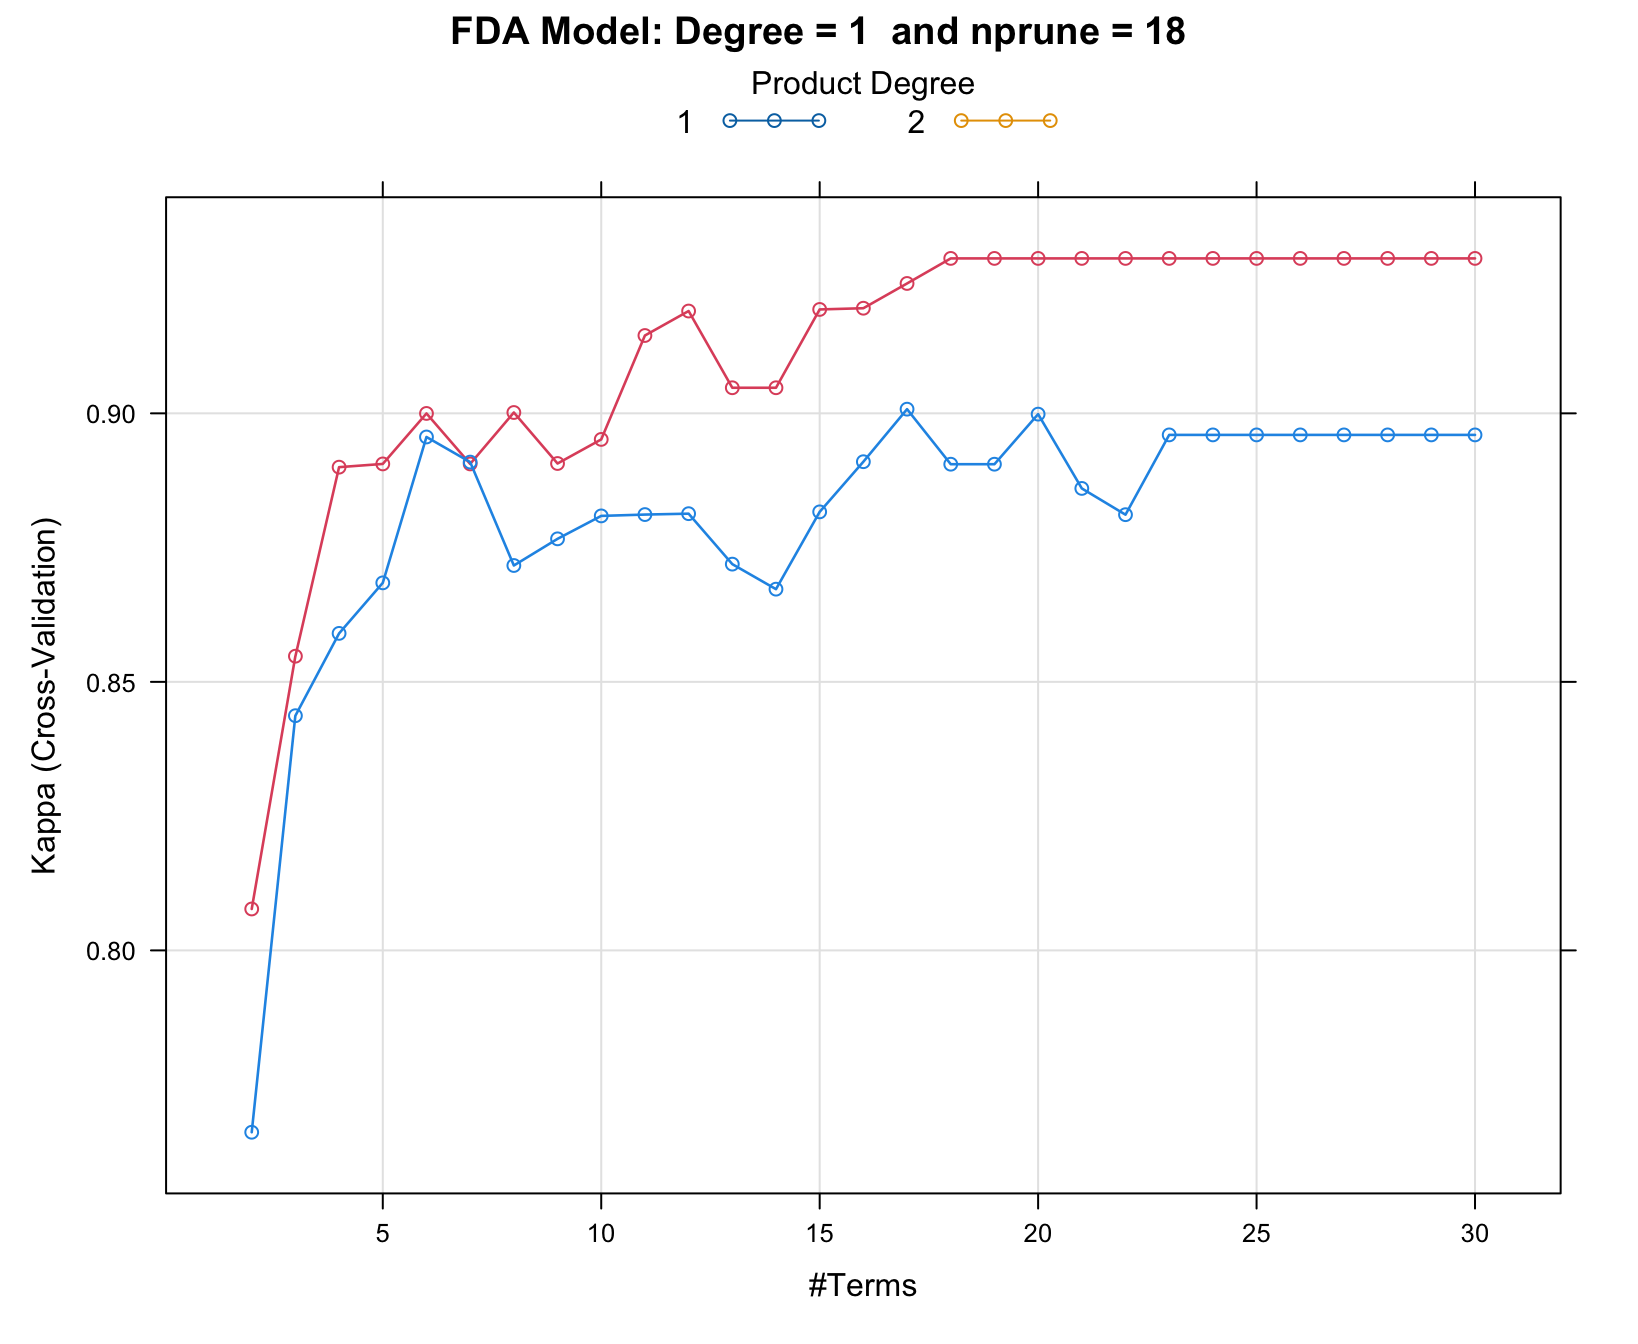 FDA Model: Degree = 1  and nprune = 18
Product Degree
1 2
0.90
0.85
0.80
Kappa (Cross-Validation)
5 10 15 20 25 30
#Terms